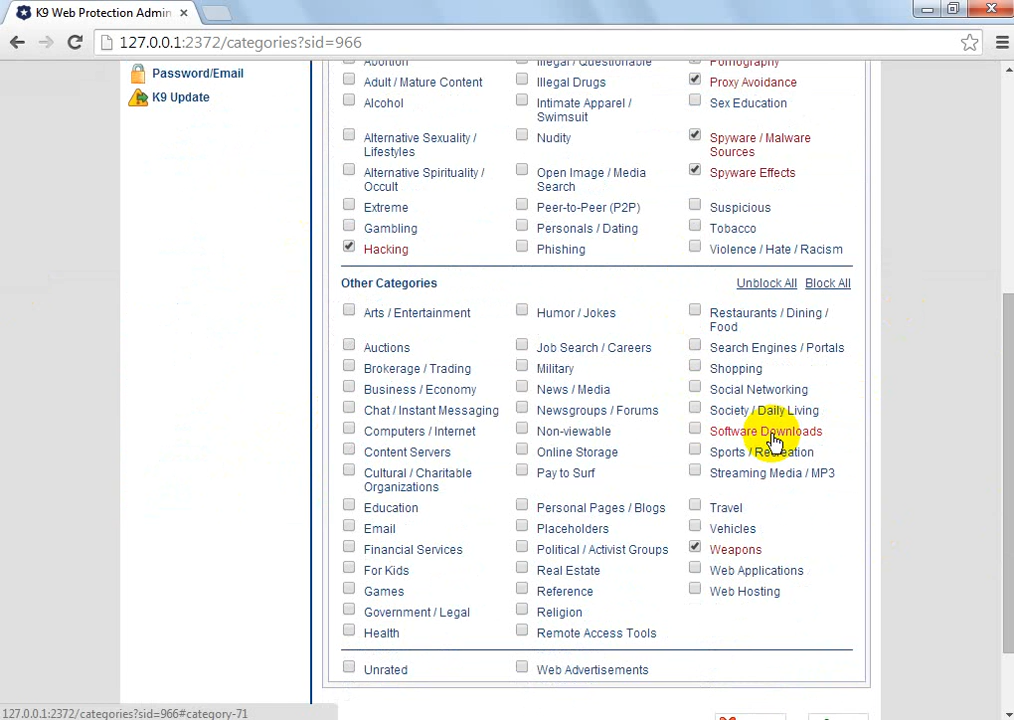 K9 Web Protection Admin
127.0.0.1:2372/categories?sid=966
Password/Email
K9 Update
Abortion
Illegal / Questionable
Pornography
Adult / Mature Content
Illegal Drugs
Proxy Avoidance
Alcohol
Intimate Apparel /
Swimsuit
Sex Education
Alternative Sexuality /
Lifestyles
Nudity
Spyware / Malware
Sources
Alternative Spirituality /
Occult
Open Image / Media
Search
Spyware Effects
Extreme
Peer-to-Peer (P2P)
Suspicious
Gambling
Personals / Dating
Tobacco
Hacking
Phishing
Violence / Hate / Racism
Other Categories
Unblock All
Block All
Arts / Entertainment
Humor / Jokes
Restaurants / Dining /
Food
Auctions
Job Search / Careers
Search Engines / Portals
Brokerage / Trading
Military
Shopping
Business / Economy
News / Media
Social Networking
Chat / Instant Messaging
Newsgroups / Forums
Society / Daily Living
Computers / Internet
Non-viewable
Software Downloads
Content Servers
Online Storage
Sports / Recreation
Cultural / Charitable
Organizations
Pay to Surf
Streaming Media / MP3
Education
Personal Pages / Blogs
Travel
Email
Placeholders
Vehicles
Financial Services
Political / Activist Groups
Weapons
For Kids
Real Estate
Web Applications
Games
Reference
Web Hosting
Government / Legal
Religion
Health
Remote Access Tools
Unrated
Web Advertisements
127.0.0.1:2372/categories?sid=966#category-71